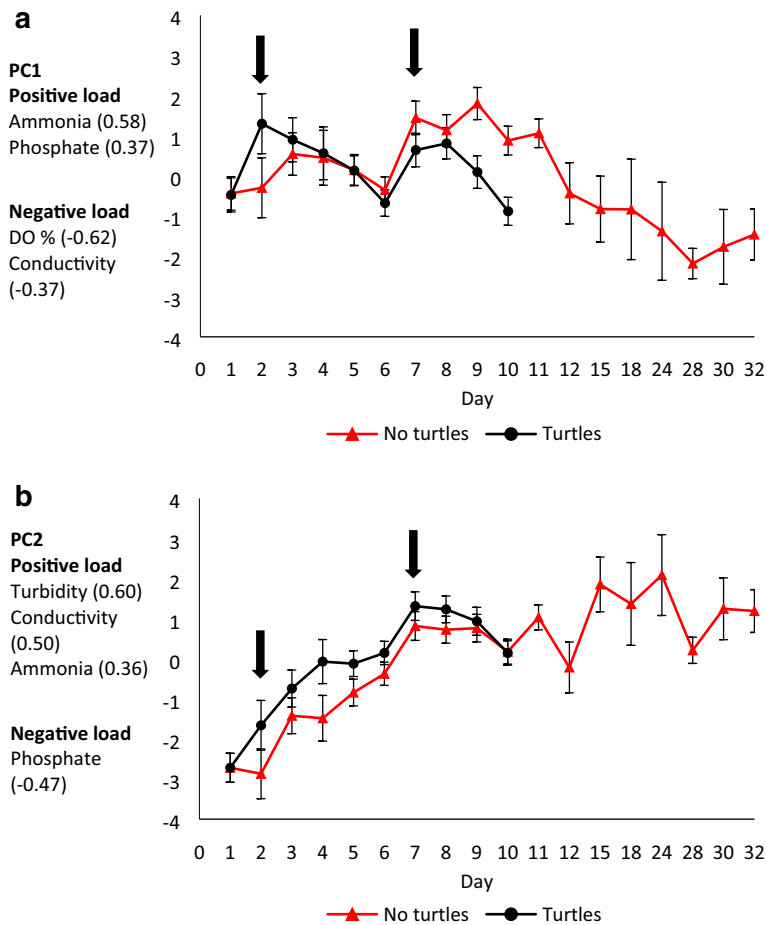 a
PC1
Positive load
Ammonia (0.58)
Phosphate (0.37)
Negative load
DO % (-0.62)
Conductivity
(-0.37)
4
3
2
1
0
-1
-2
-3
-4
0 1 2 3 4 5 6 7 8 9 10 11 12 15 18 24 28 30 32
Day
No turtles Turtles
b
PC2
Positive load
Turbidity (0.60)
Conductivity
(0.50)
Ammonia (0.36)
Negative load
Phosphate
(-0.47)
4
3
2
1
0
-1
-2
-3
-4
0 1 2 3 4 5 6 7 8 9 10 11 12 15 18 24 28 30 32
Day
No turtles Turtles